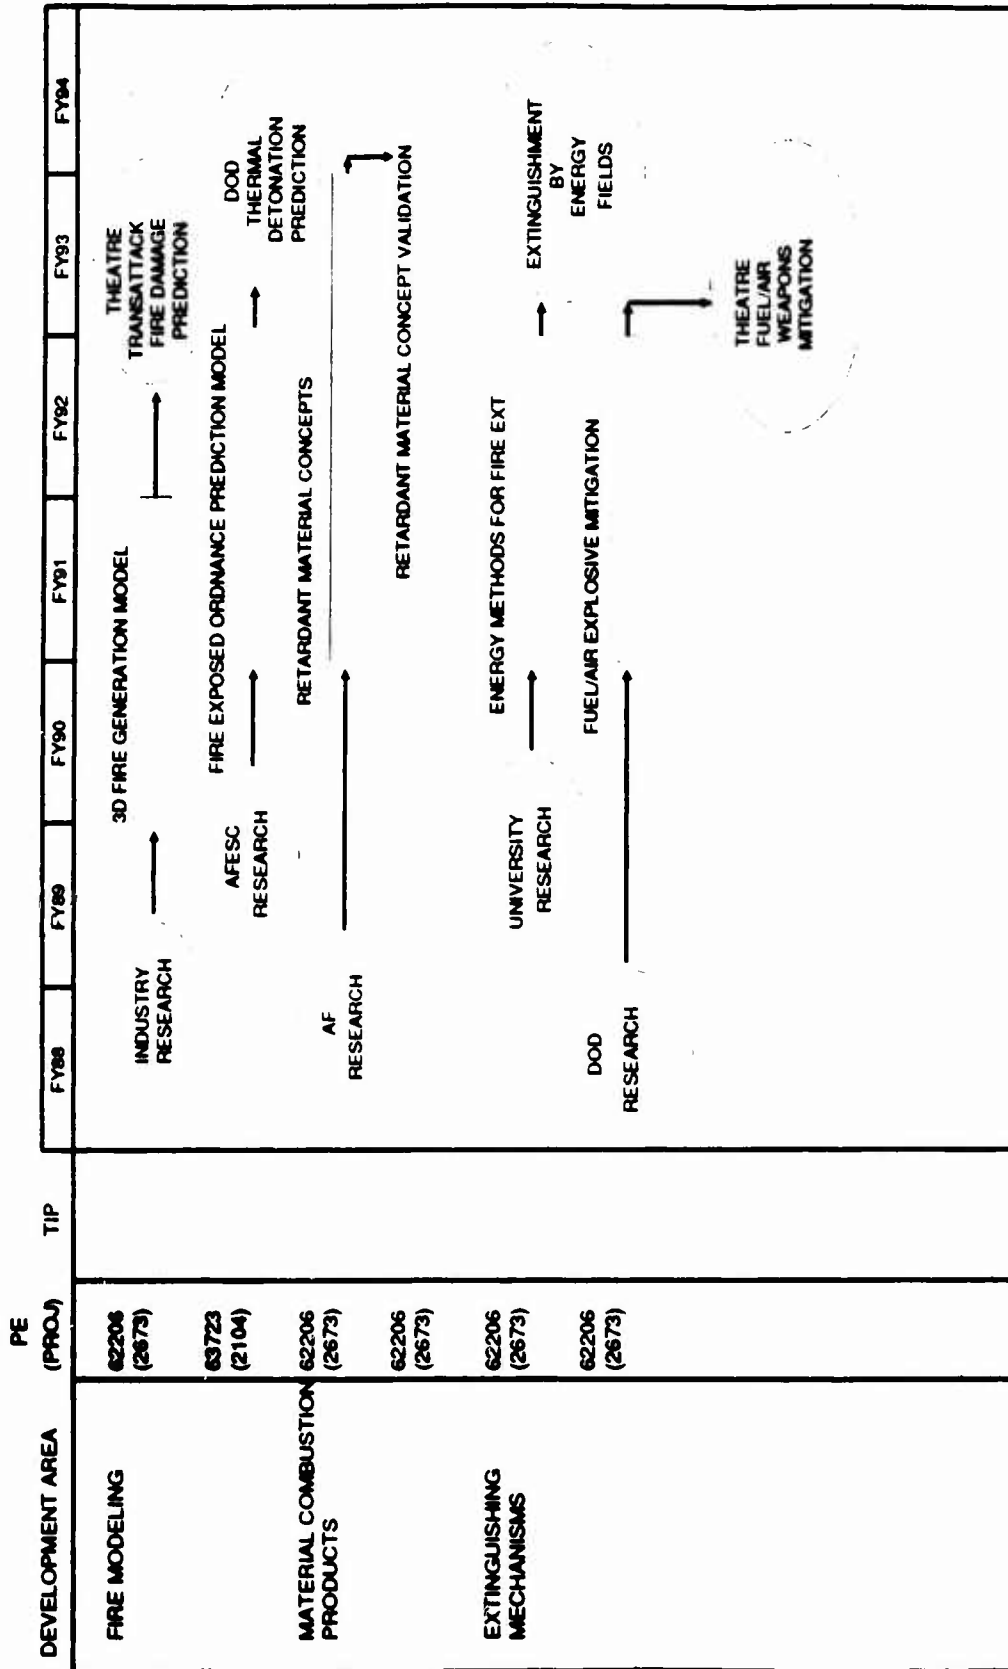 DEVELOPMENT AREA
PE
(PROJ)
TIP
FY88
FY89
FY90
FY91
FY92
FY93
FY94
FIRE MODELING
62206
(2673)
INDUSTRY
RESEARCH
3D FIRE GENERATION MODEL
THEATRE
TRANSATTACK
FIRE DAMAGE
PREDICTION
63723
(2104)
AFESC
RESEARCH
FIRE EXPOSED ORDNANCE PREDICTION MODEL
DOD
THERMAL
DETONATION
PREDICTION
MATERIAL COMBUSTION
PRODUCTS
62206
(2673)
AF
RESEARCH
RETARDANT MATERIAL CONCEPTS
62206
(2673)
RETARDANT MATERIAL CONCEPT VALIDATION
EXTINGUISHING
MECHANISMS
62206
(2673)
UNIVERSITY
RESEARCH
ENERGY METHODS FOR FIRE EXT
EXTINGUISHMENT
BY
ENERGY
FIELDS
62206
(2673)
DOD
RESEARCH
FUEL/AIR EXPLOSIVE MITIGATION
THEATRE
FUEL/AIR
WEAPONS
MITIGATION